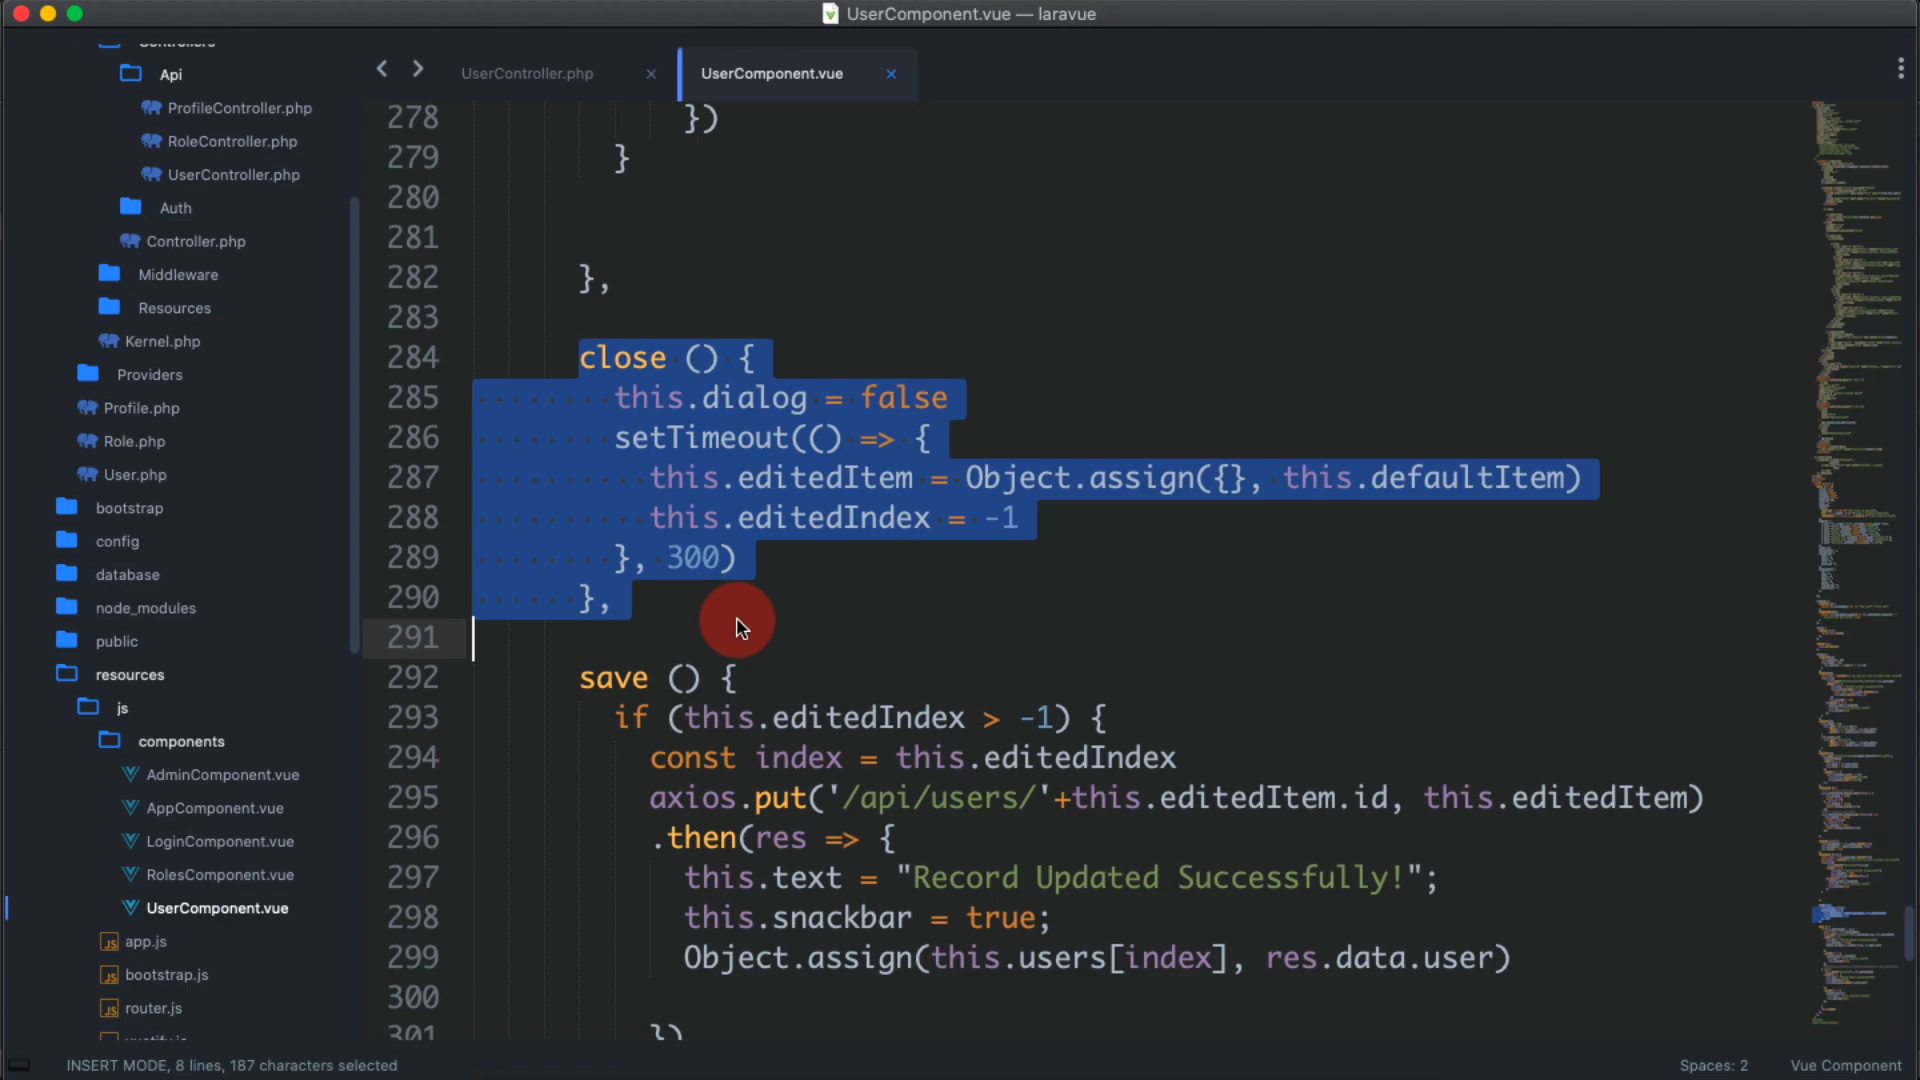 UserComponent.vue — laravue
Controllers
Api
ProfileController.php
RoleController.php
UserController.php
Auth
Controller.php
Middleware
Resources
Kernel.php
Providers
Profile.php
Role.php
User.php
bootstrap
config
database
node_modules
public
resources
js
components
AdminComponent.vue
AppComponent.vue
LoginComponent.vue
RolesComponent.vue
UserComponent.vue
app.js
bootstrap.js
router.js
vuetify.js
UserController.php
UserComponent.vue
278 })
279 }
280
281
282 },
283
284 close () {
285 this.dialog = false
286 setTimeout(() => {
287 this.editedItem = Object.assign({}, this.defaultItem)
288 this.editedIndex = -1
289 }, 300)
290 },
291
292 save () {
293 if (this.editedIndex > -1) {
294 const index = this.editedIndex
295 axios.put('/api/users/'+this.editedItem.id, this.editedItem)
296 .then(res => {
297 this.text = "Record Updated Successfully!";
298 this.snackbar = true;
299 Object.assign(this.users[index], res.data.user)
300
301 })
INSERT MODE, 8 lines, 187 characters selected
Spaces: 2
Vue Component